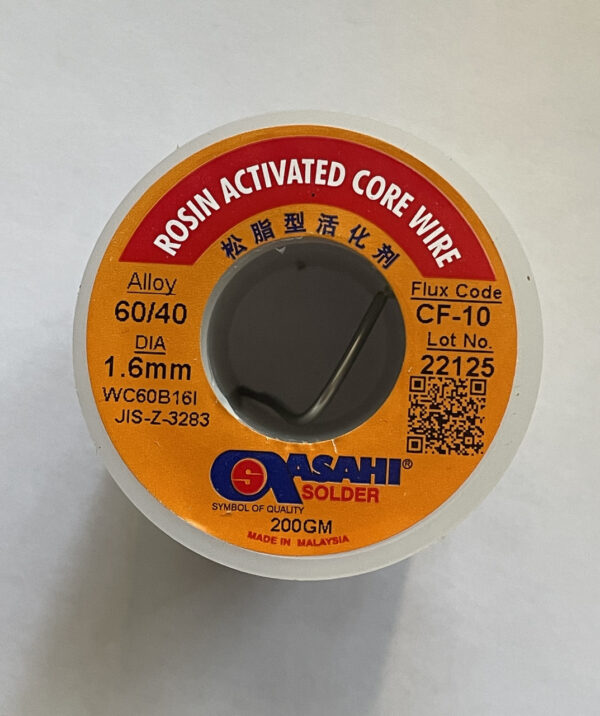 ROSIN ACTIVATED CORE WIRE
松脂型活化剂
Alloy
60/40
DIA
1.6mm
WC60B16I
JIS-Z-3283
Flux Code
CF-10
Lot No.
22125
S
ASAHI®
SOLDER
SYMBOL OF QUALITY
200GM
MADE IN MALAYSIA